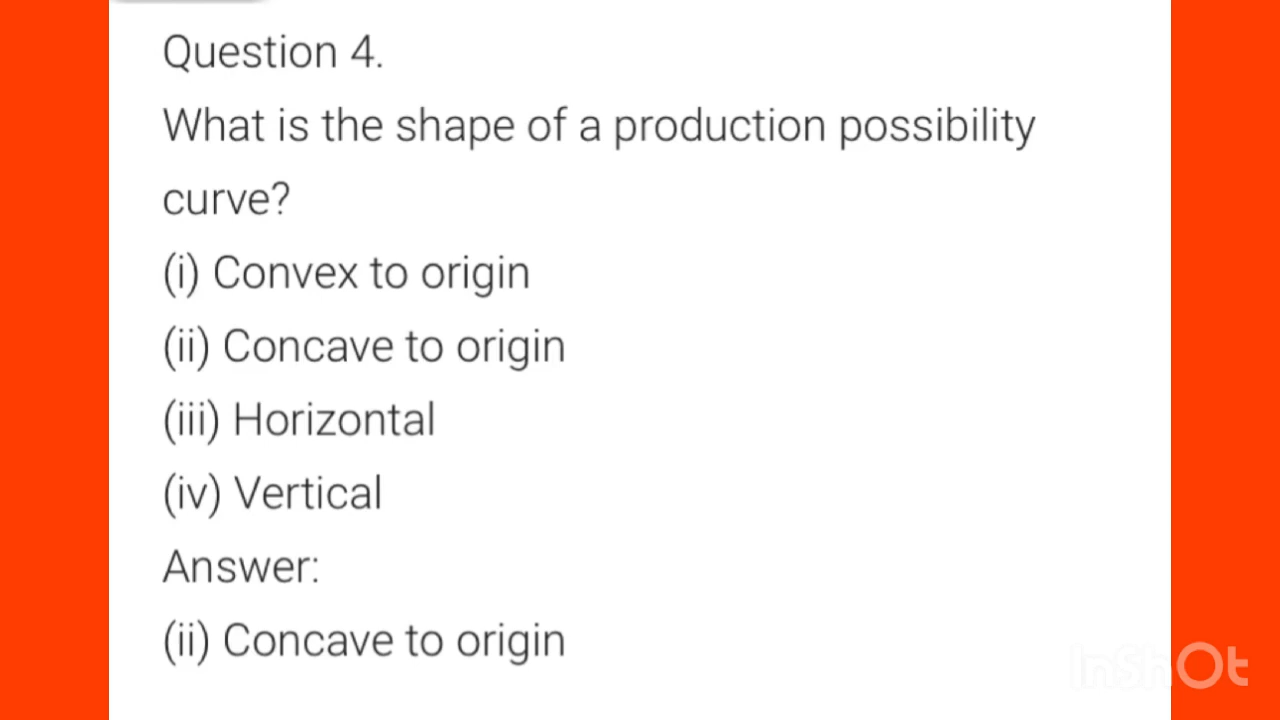 Question 4.
What is the shape of a production possibility
curve?
(i) Convex to origin
(ii) Concave to origin
(iii) Horizontal
(iv) Vertical
Answer:
(ii) Concave to origin
InShOt